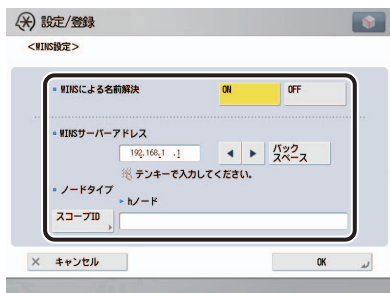 設定/登録
<WINS設定>
WINSによる名前解決
ON
OFF
WINSサーバーアドレス
192.168.1 .1
バック
スペース
テンキーで入力してください。
ノードタイプ
hノード
スコープID
キャンセル
OK